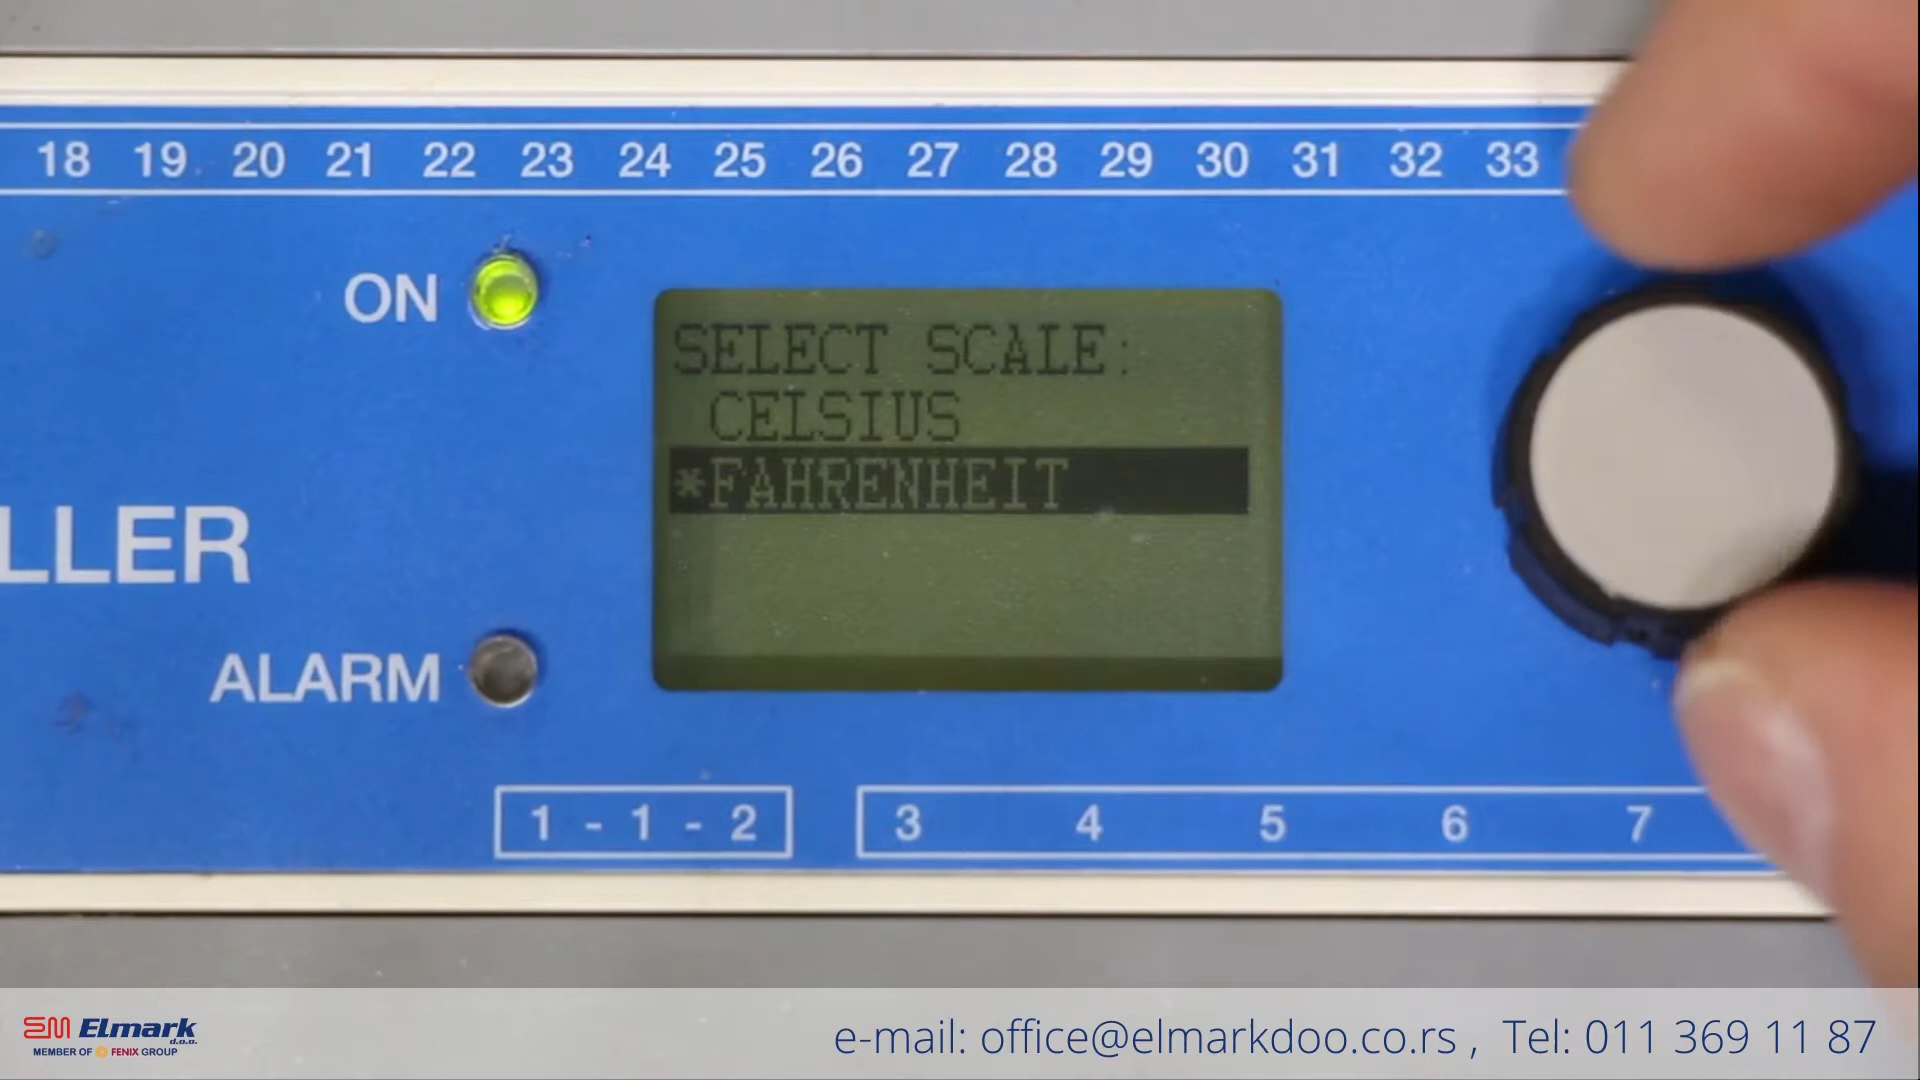 18 19 20 21 22 23 24 25 26 27 28 29 30 31 32 33
ON
SELECT SCALE:
CELSIUS
*FAHRENHEIT
LLER
ALARM
1 - 1 - 2
3 4 5 6 7
EM Elmark d.o.o.
MEMBER OF FENIX GROUP
e-mail: office@elmarkdoo.co.rs , Tel: 011 369 11 87